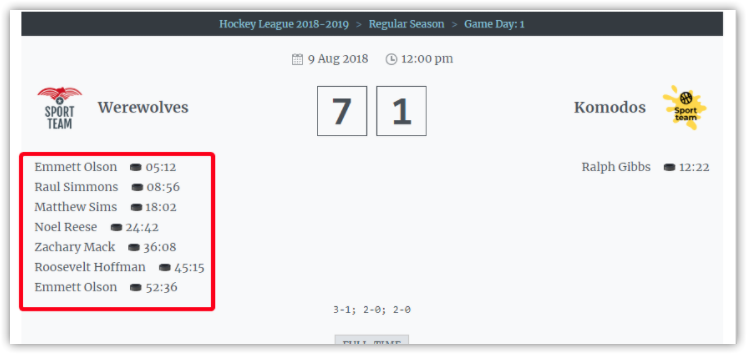 Hockey League 2018-2019 > Regular Season > Game Day: 1
9 Aug 2018 12:00 pm
SPORT TEAM
Werewolves
7 1
Komodos
Sport team
Emmett Olson 05:12
Raul Simmons 08:56
Matthew Sims 18:02
Noel Reese 24:42
Zachary Mack 36:08
Roosevelt Hoffman 45:15
Emmett Olson 52:36
Ralph Gibbs 12:22
3-1; 2-0; 2-0
FULL-TIME